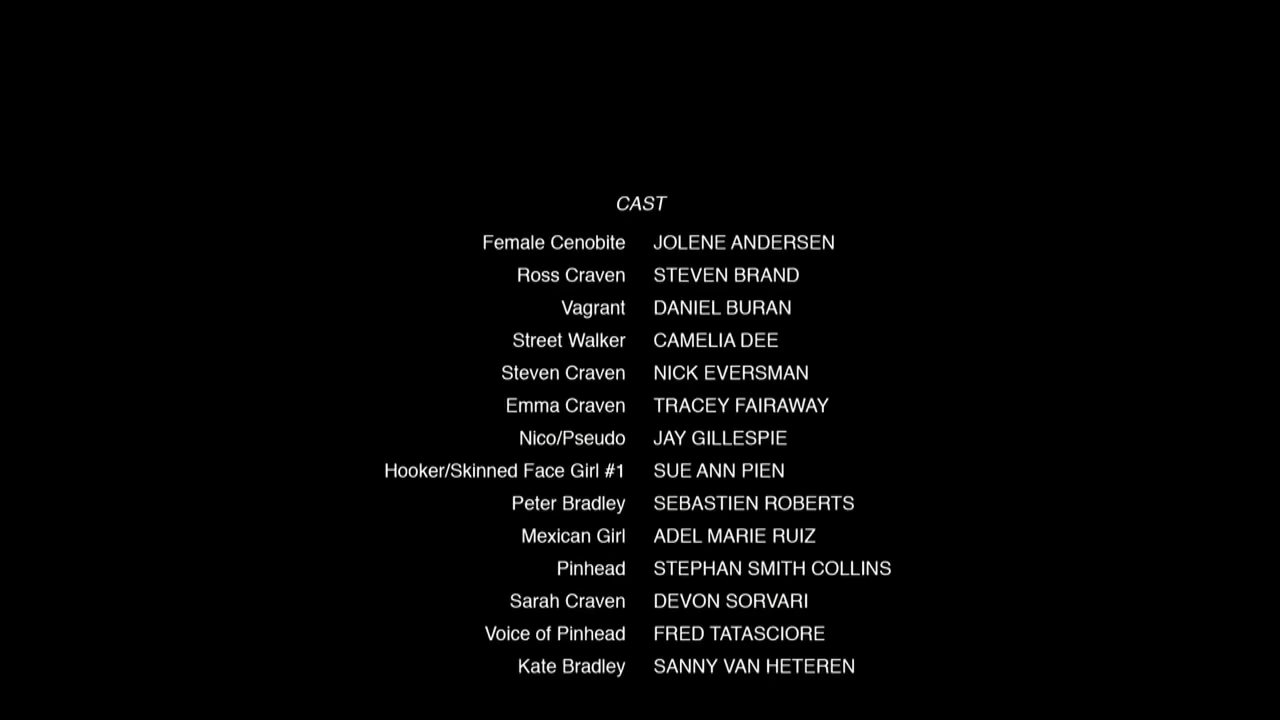 CAST
Female Cenobite JOLENE ANDERSEN
Ross Craven STEVEN BRAND
Vagrant DANIEL BURAN
Street Walker CAMELIA DEE
Steven Craven NICK EVERSMAN
Emma Craven TRACEY FAIRAWAY
Nico/Pseudo JAY GILLESPIE
Hooker/Skinned Face Girl #1 SUE ANN PIEN
Peter Bradley SEBASTIEN ROBERTS
Mexican Girl ADEL MARIE RUIZ
Pinhead STEPHAN SMITH COLLINS
Sarah Craven DEVON SORVARI
Voice of Pinhead FRED TATASCIORE
Kate Bradley SANNY VAN HETEREN